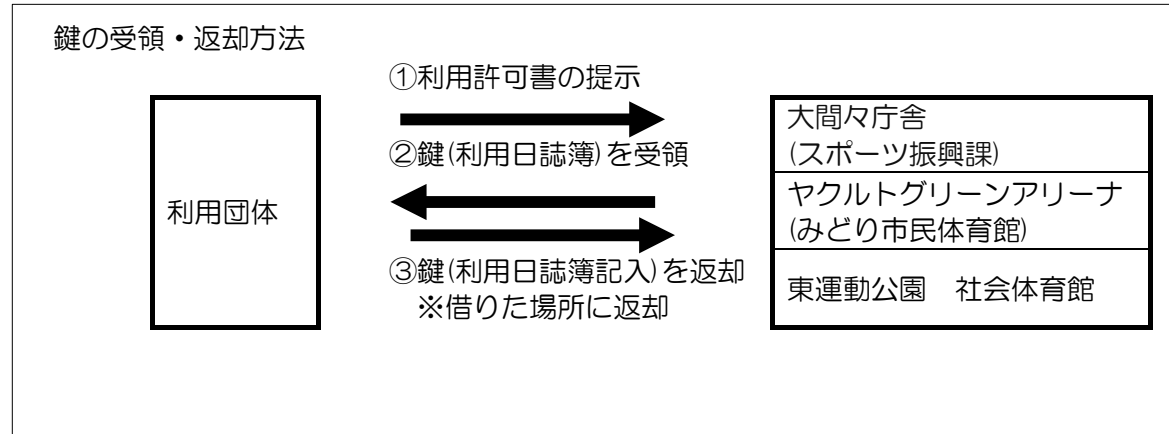 鍵の受領・返却方法
①利用許可書の提示
②鍵(利用日誌簿)を受領
利用団体
③鍵(利用日誌簿記入)を返却
※借りた場所に返却
大間々庁舎
(スポーツ振興課)
ヤクルトグリーンアリーナ
(みどり市民体育館)
東運動公園　社会体育館